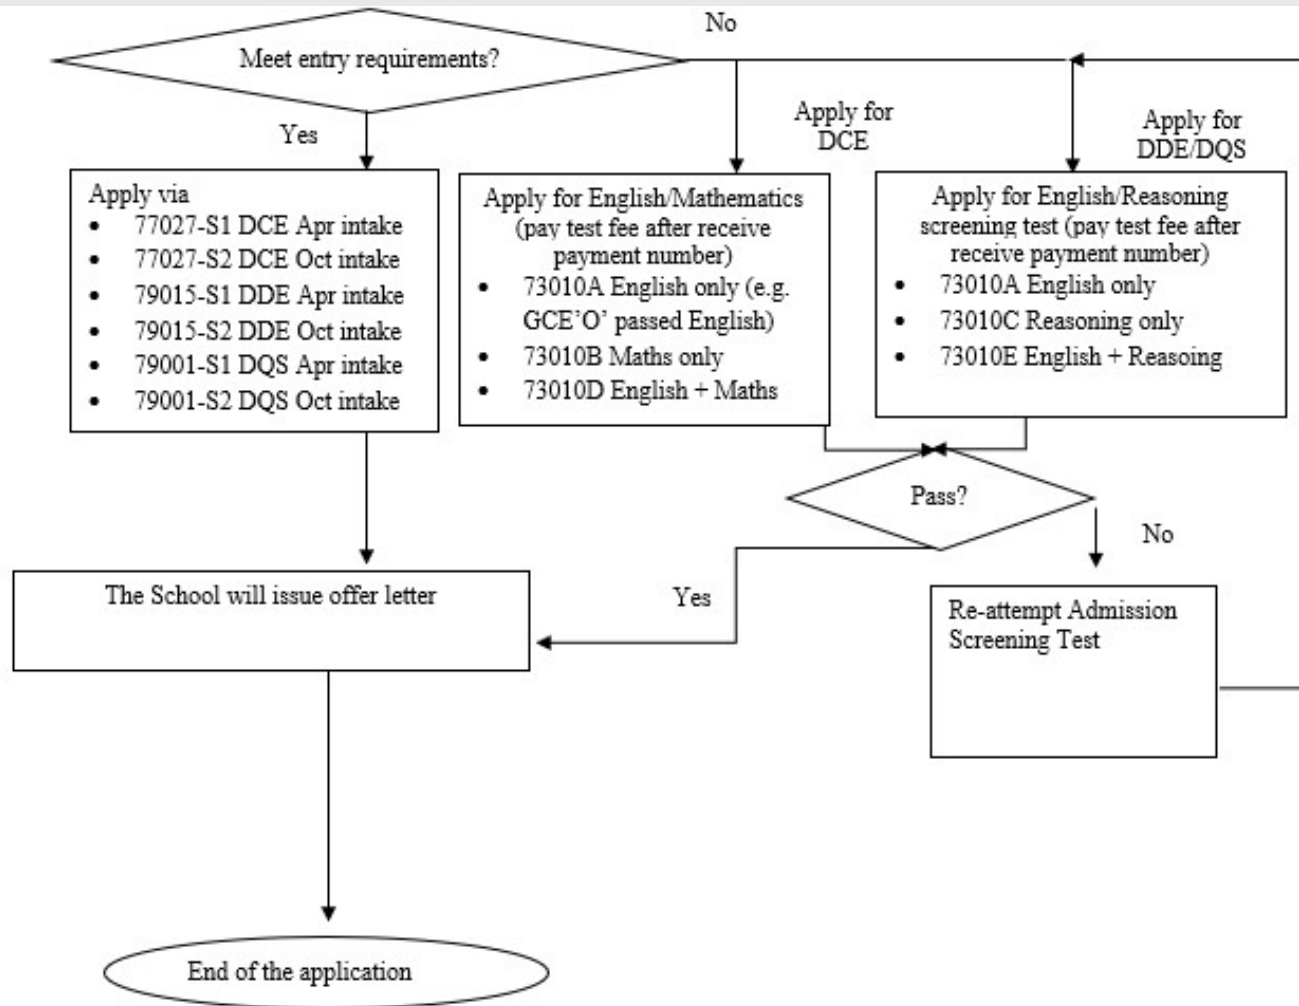 Meet entry requirements?
No
Yes
Apply for
DCE
Apply for
DDE/DQS
Apply via
• 77027-S1 DCE Apr intake
• 77027-S2 DCE Oct intake
• 79015-S1 DDE Apr intake
• 79015-S2 DDE Oct intake
• 79001-S1 DQS Apr intake
• 79001-S2 DQS Oct intake
Apply for English/Mathematics
(pay test fee after receive
payment number)
• 73010A English only (e.g.
GCE’O’ passed English)
• 73010B Maths only
• 73010D English + Maths
Apply for English/Reasoning
screening test (pay test fee after
receive payment number)
• 73010A English only
• 73010C Reasoning only
• 73010E English + Reasoing
Pass?
No
Yes
The School will issue offer letter
Re-attempt Admission
Screening Test
End of the application